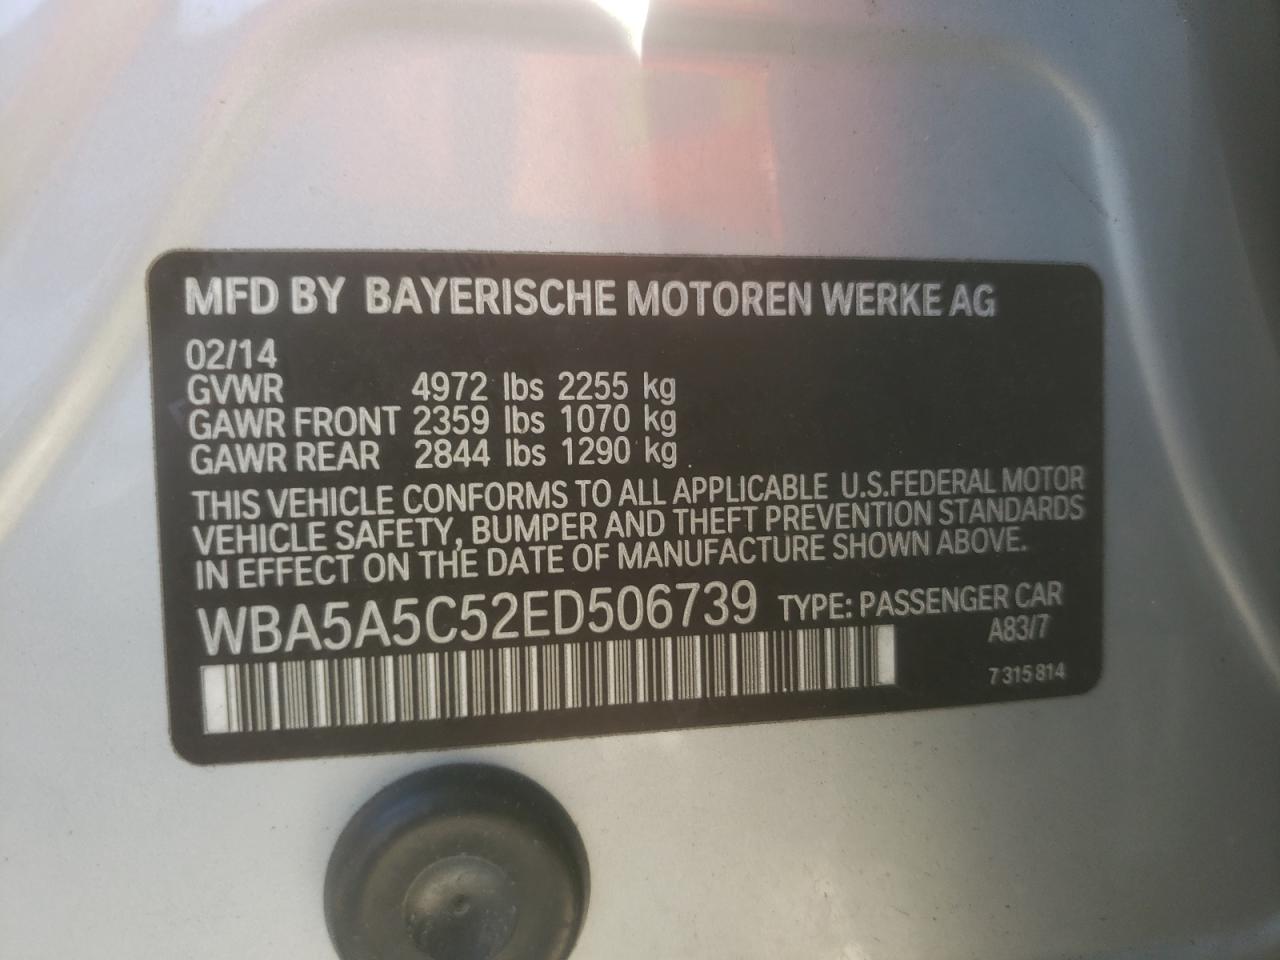 MFD BY BAYERISCHE MOTOREN WERKE AG
02/14
GVWR 4972 lbs 2255 kg
GAWR FRONT 2359 lbs 1070 kg
GAWR REAR 2844 lbs 1290 kg
THIS VEHICLE CONFORMS TO ALL APPLICABLE U.S.FEDERAL MOTOR
VEHICLE SAFETY, BUMPER AND THEFT PREVENTION STANDARDS
IN EFFECT ON THE DATE OF MANUFACTURE SHOWN ABOVE.
WBA5A5C52ED506739 TYPE: PASSENGER CAR
A83/7
7 315 814